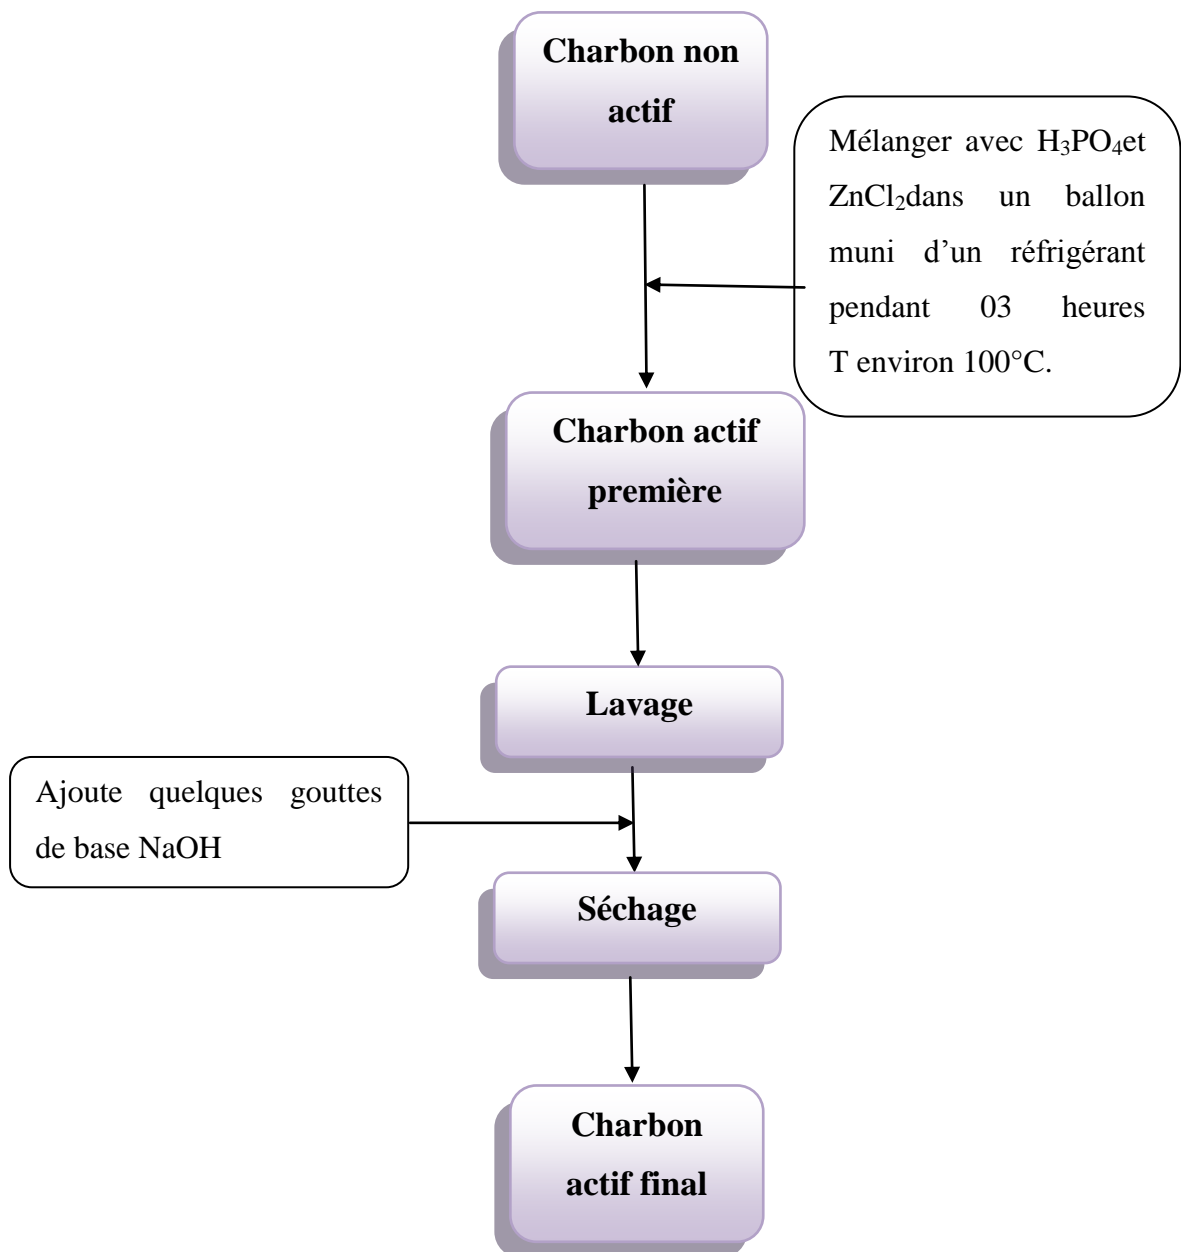 Charbon non
actif
Mélanger avec H₃PO₄et
ZnCl₂dans un ballon
muni d’un réfrigérant
pendant 03 heures
T environ 100°C.
Charbon actif
première
Lavage
Ajoute quelques gouttes
de base NaOH
Séchage
Charbon
actif final